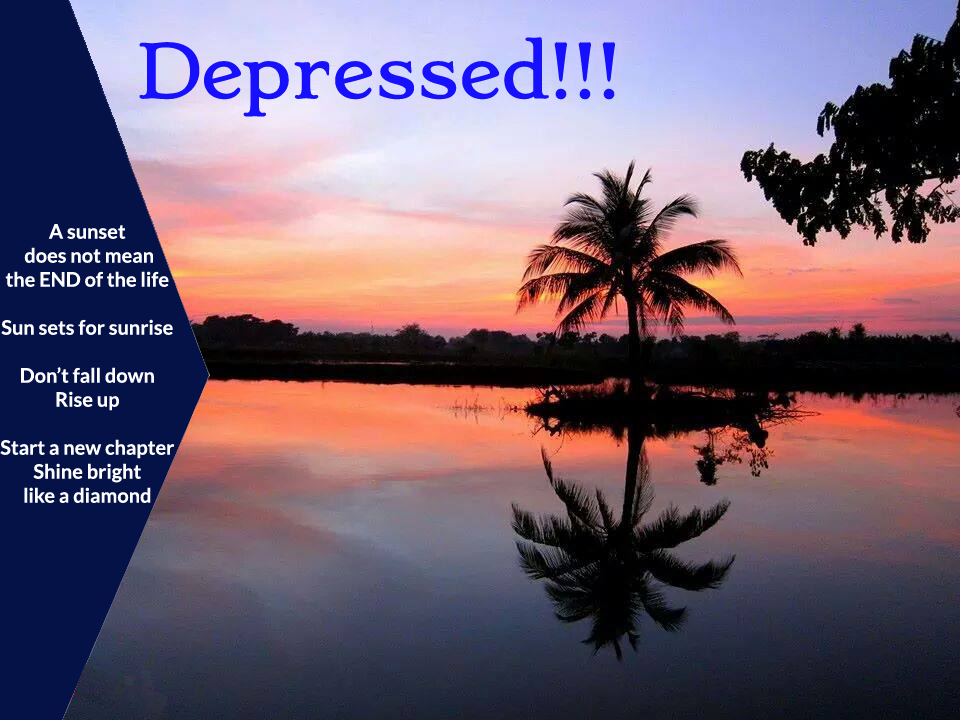 Depressed!!!
A sunset
does not mean
the END of the life
Sun sets for sunrise
Don’t fall down
Rise up
Start a new chapter
Shine bright
like a diamond